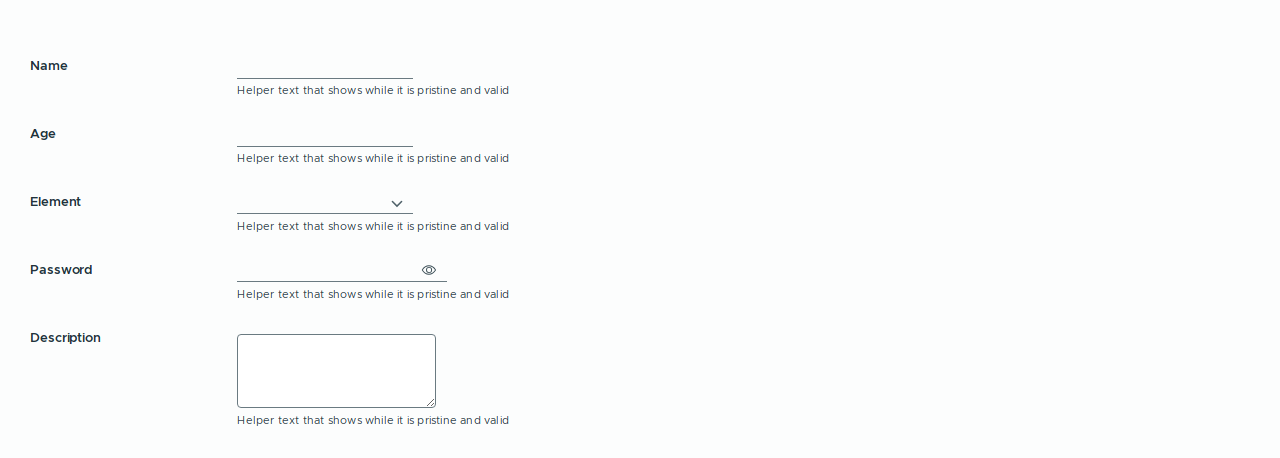 Name
Helper text that shows while it is pristine and valid
Age
Helper text that shows while it is pristine and valid
Element
Helper text that shows while it is pristine and valid
Password
Helper text that shows while it is pristine and valid
Description
Helper text that shows while it is pristine and valid